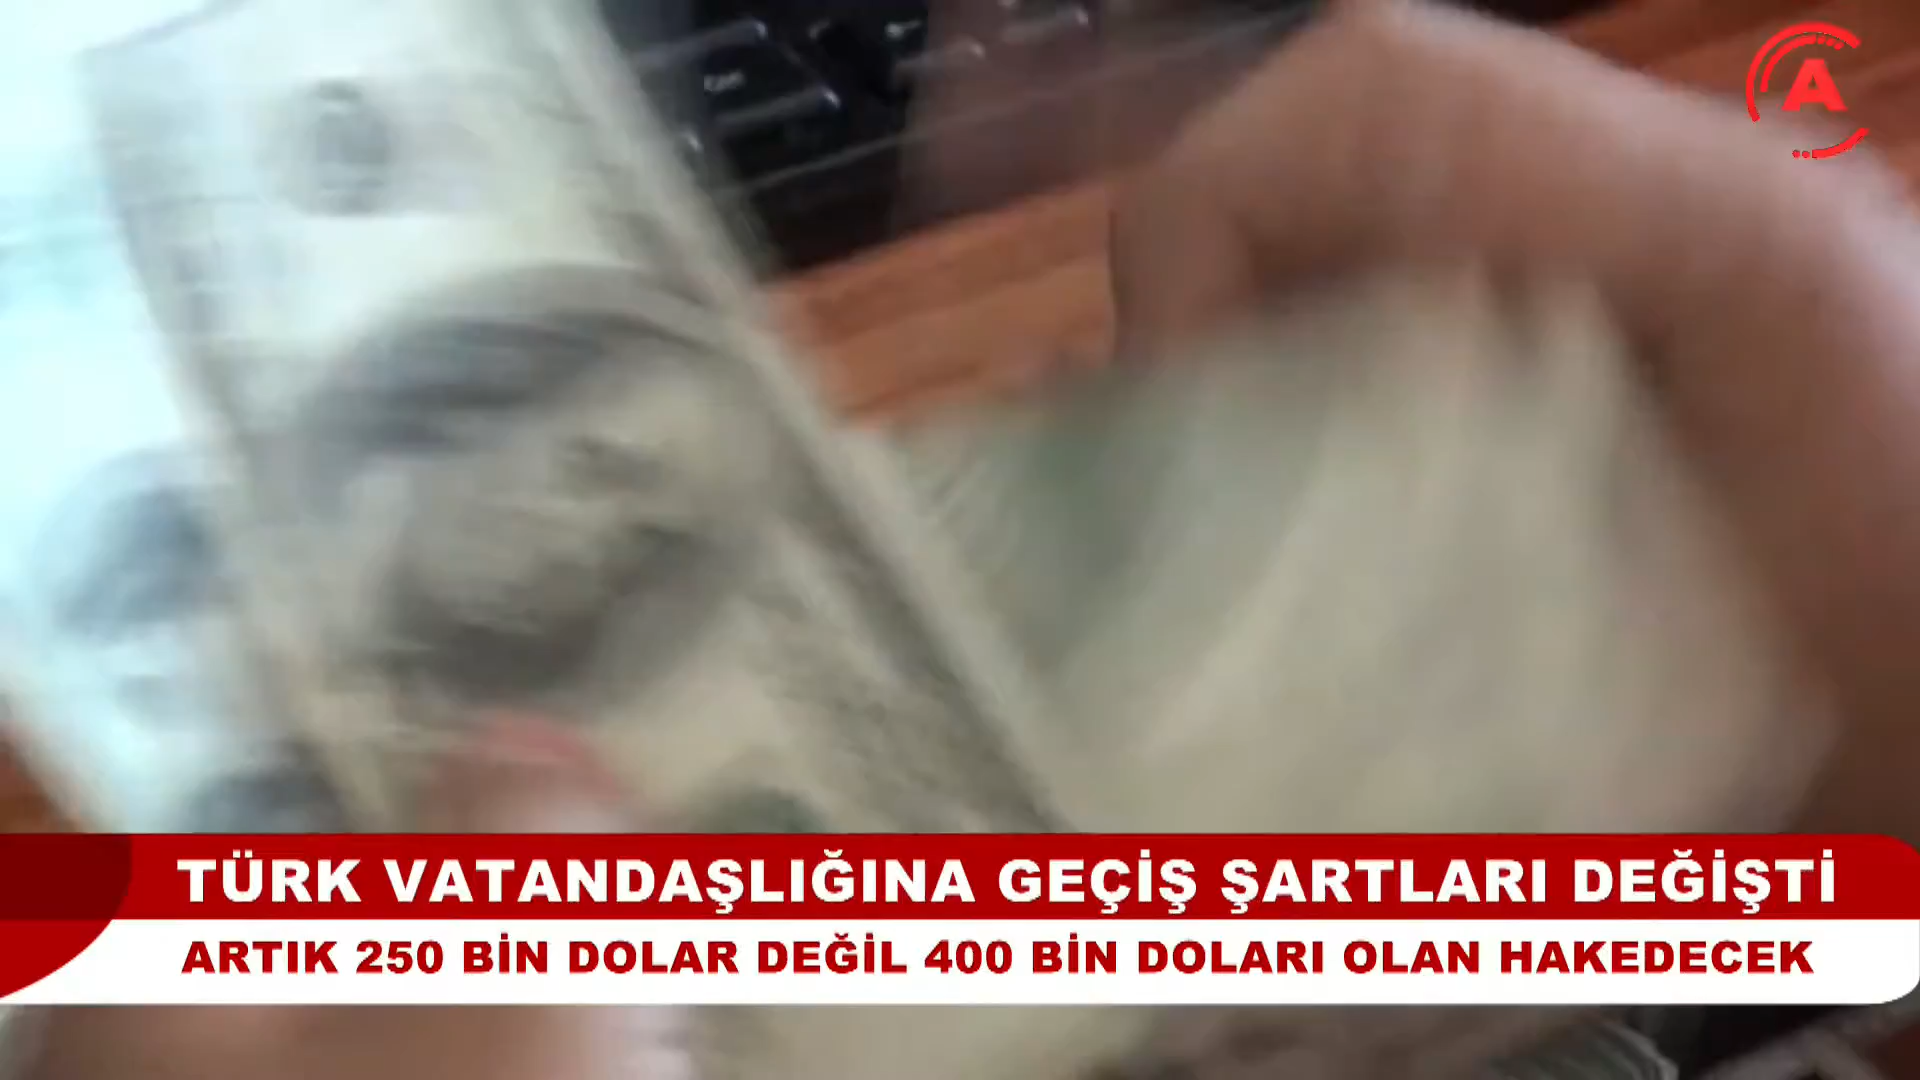 A
TÜRK VATANDAŞLIĞINA GEÇİŞ ŞARTLARI DEĞİŞTİ
ARTIK 250 BİN DOLAR DEĞİL 400 BİN DOLARI OLAN HAKEDECEK